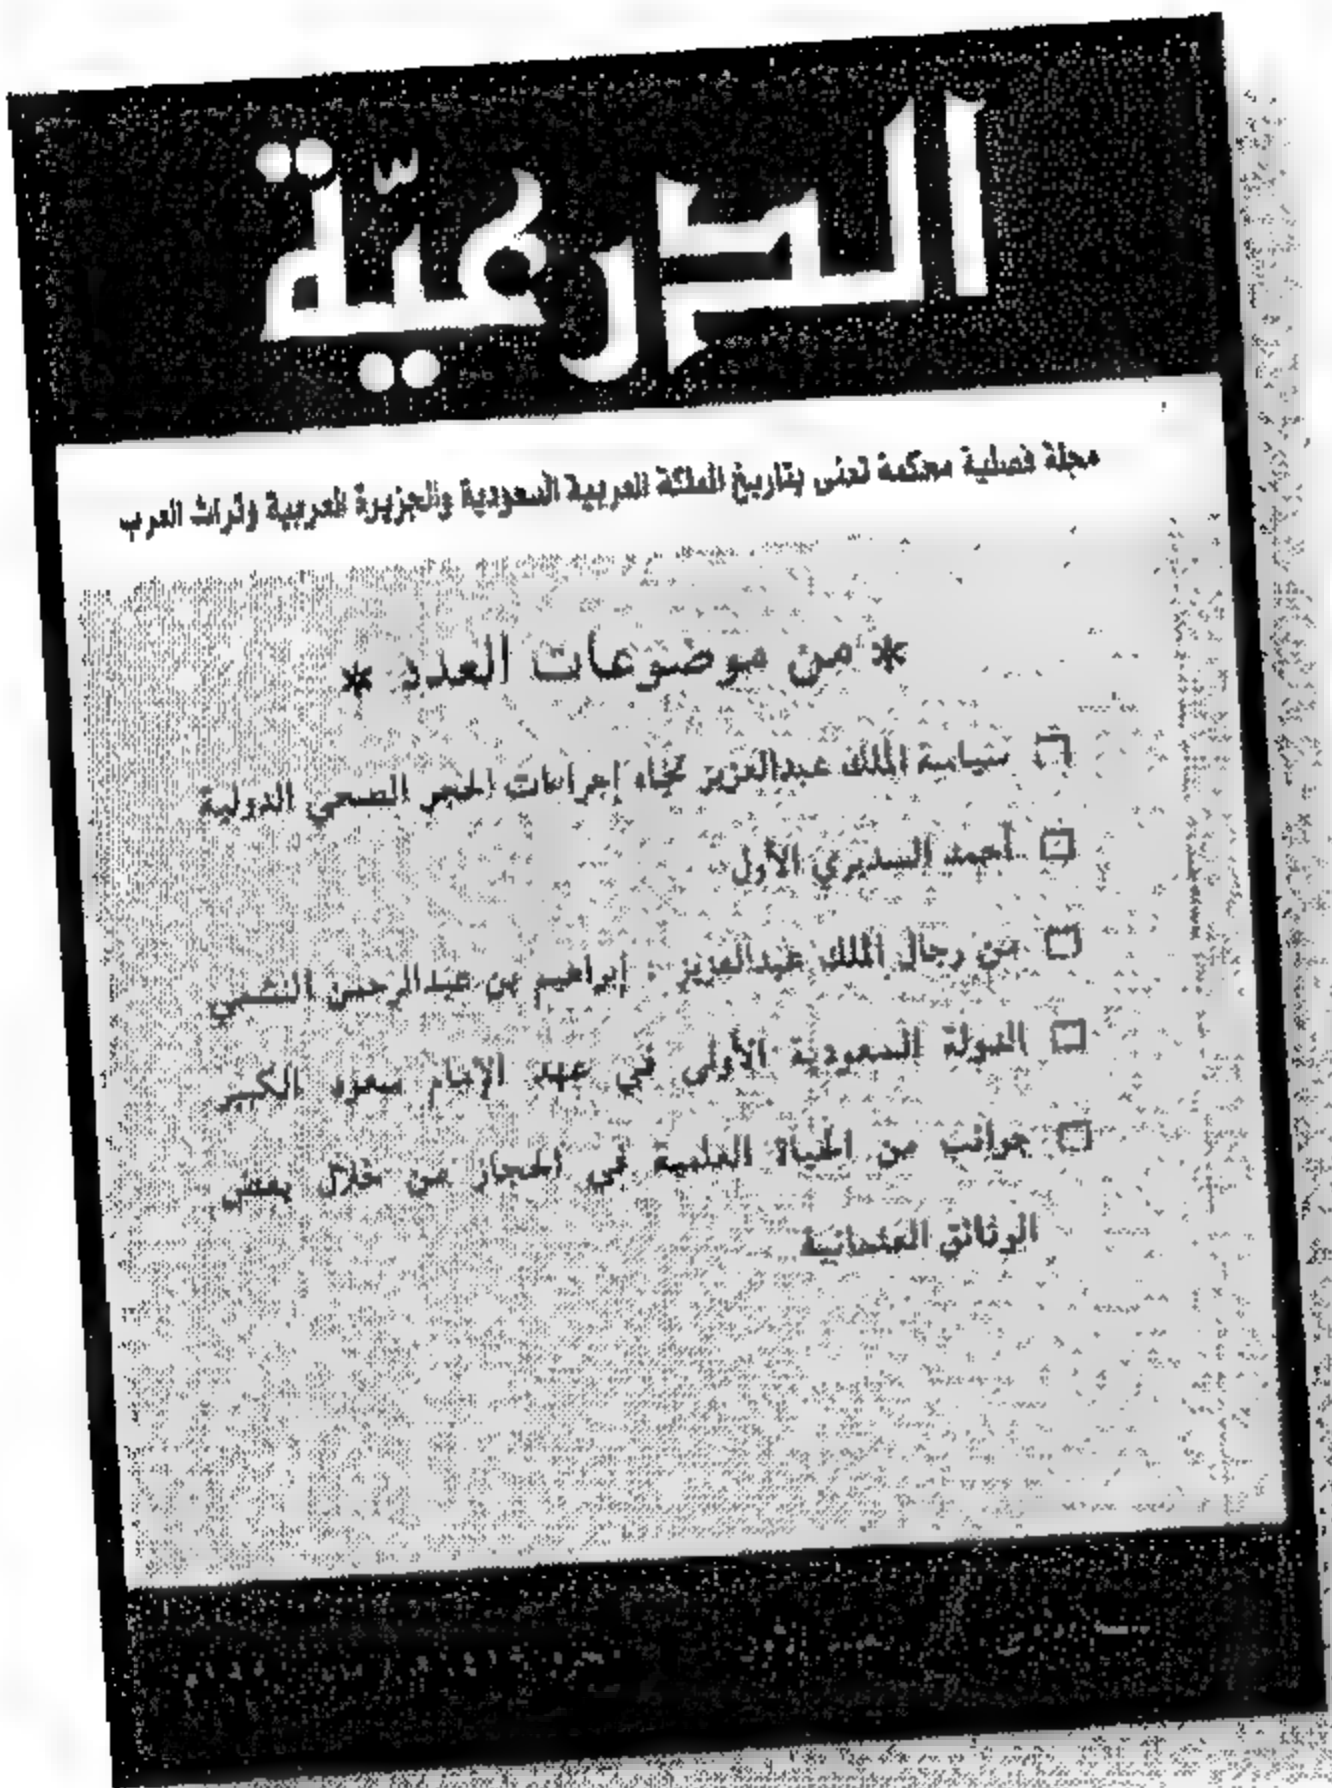 الدرعيّة
مجلة فصلية محكمة تعنى بتاريخ المملكة العربية السعودية والجزيرة العربية وتراث العرب
* من موضوعات العدد *
□ سياسة الملك عبدالعزيز تجاه إجراءات الحجر الصحي الدولية
□ أحمد السديري الأول
□ من رجال الملك عبدالعزيز : إبراهيم بن عبدالرحمن النشمي
□ الدولة السعودية الأولى في عهد الإمام سعود الكبير
□ جوانب من الحياة العلمية في الحجاز من خلال بعض
الوثائق العثمانية